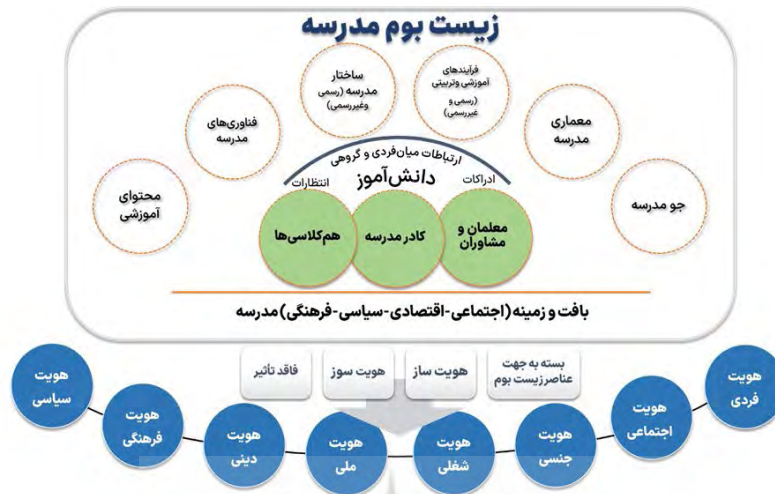 زیست بوم مدرسه
فرآیندهای
آموزشی وتربیتی
(رسمی و
غیررسمی)
ساختار
مدرسه (رسمی
وغیررسمی)
معماری
مدرسه
فناوری‌های
مدرسه
جو مدرسه
محتوای
آموزشی
ارتباطات میان‌فردی و گروهی
ادراکات
دانش‌آموز
انتظارات
معلمان و
مشاوران
کادر مدرسه
هم‌کلاسی‌ها
بافت و زمینه (اجتماعی-اقتصادی-سیاسی-فرهنگی) مدرسه
بسته به جهت
عناصر زیست بوم
هویت ساز
هویت سوز
فاقد تأثیر
هویت
فردی
هویت
اجتماعی
هویت
جنسی
هویت
شغلی
هویت
ملی
هویت
دینی
هویت
فرهنگی
هویت
سیاسی